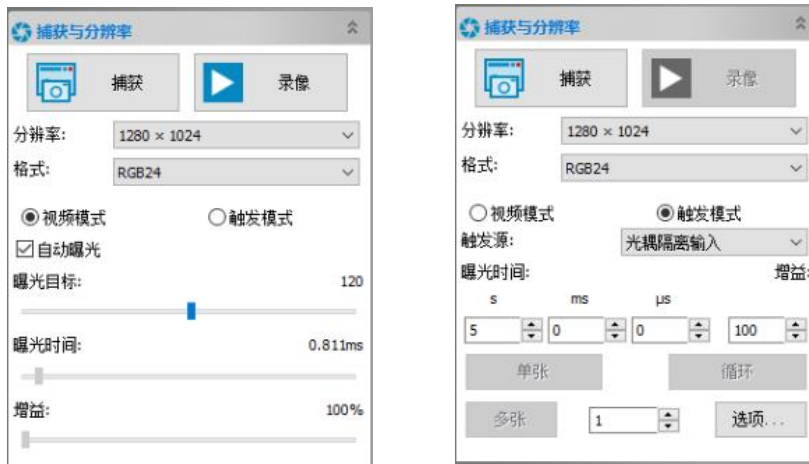 捕获与分辨率
捕获 录像
分辨率: 1280 × 1024
格式: RGB24
视频模式 触发模式
自动曝光
曝光目标: 120
曝光时间: 0.811ms
增益: 100%
捕获与分辨率
捕获 录像
分辨率: 1280 × 1024
格式: RGB24
视频模式 触发模式
触发源: 光耦隔离输入
曝光时间: 增益:
s ms µs
5 0 0 100
单张 循环
多张 1 选项...